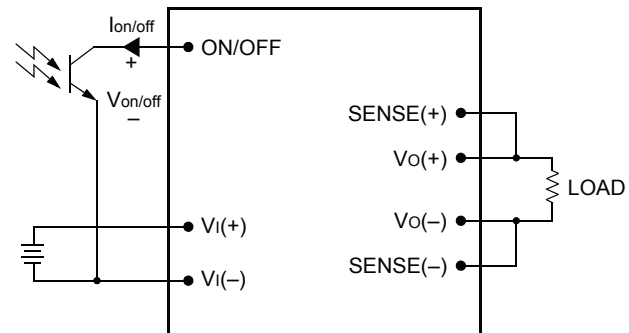 Ion/off
+
ON/OFF
Von/off
–
SENSE(+)
VO(+)
LOAD
VO(–)
SENSE(–)
VI(+)
VI(–)